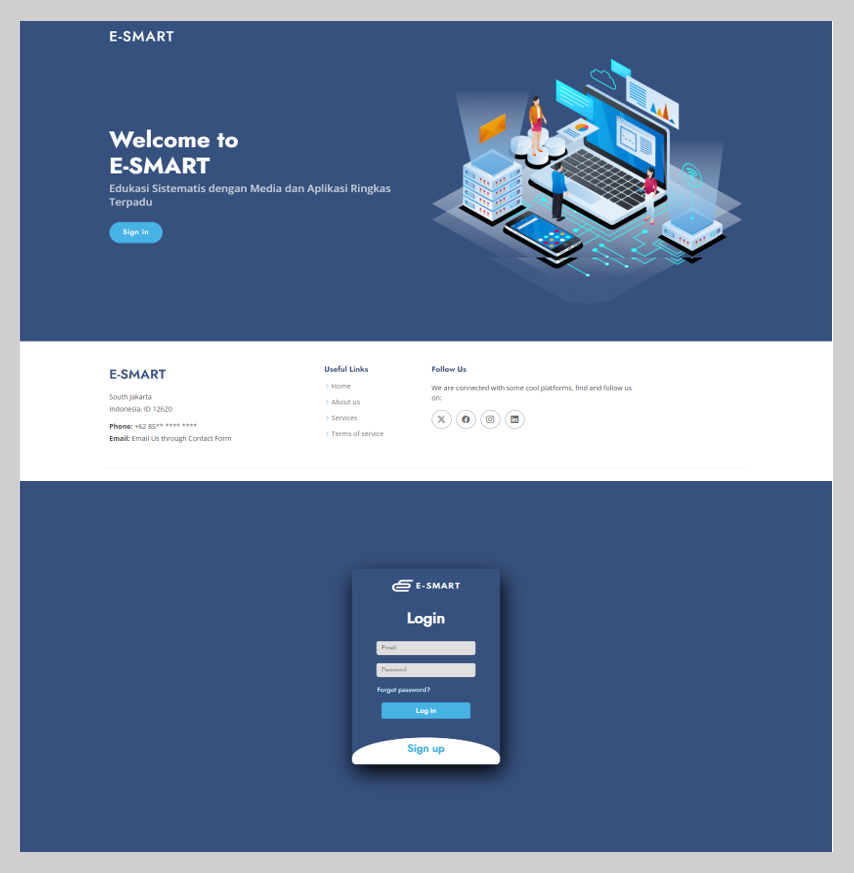 E-SMART
Welcome to
E-SMART
Edukasi Sistematis dengan Media dan Aplikasi Ringkas
Terpadu
Sign in
E-SMART
South Jakarta
Indonesia, ID 12620
Phone: +62 85** **** ****
Email: Email Us through Contact Form
Useful Links
Home
About us
Services
Terms of service
Follow Us
We are connected with some cool platforms, find and follow us
on:
E-SMART
Login
Email
Password
Forgot password?
Log in
Sign up